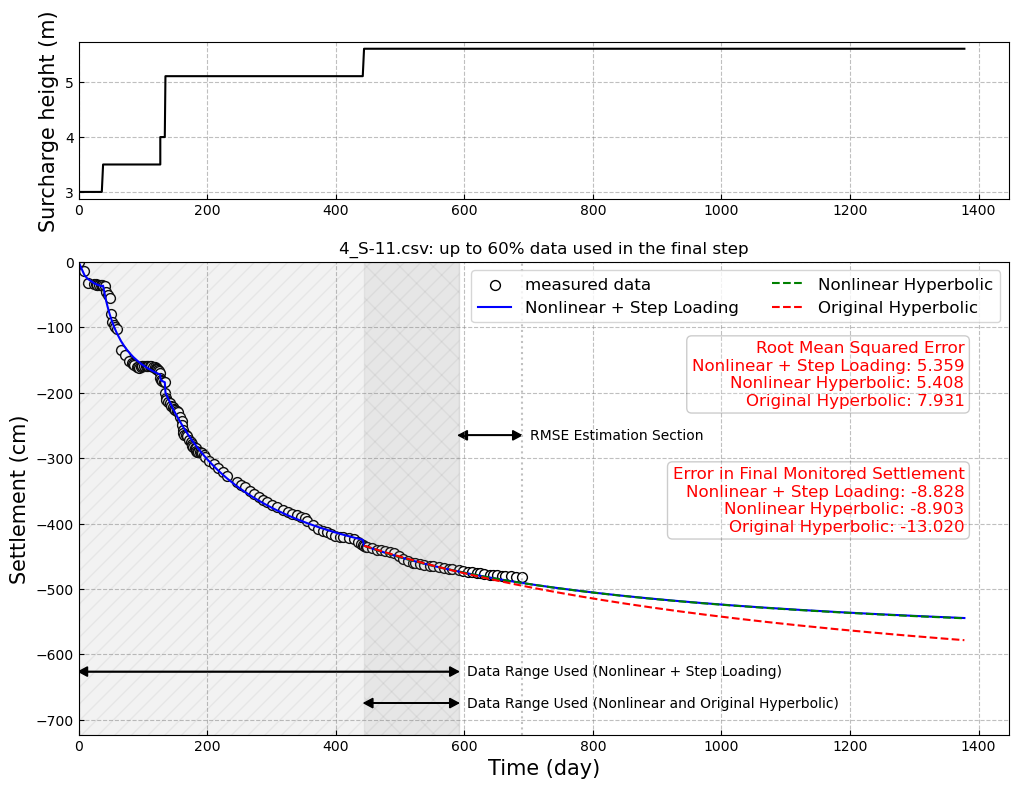 Surcharge height (m)
5
4
3
0 200 400 600 800 1000 1200 1400
4_S-11.csv: up to 60% data used in the final step
measured data
Nonlinear + Step Loading
Nonlinear Hyperbolic
Original Hyperbolic
Root Mean Squared Error
Nonlinear + Step Loading: 5.359
Nonlinear Hyperbolic: 5.408
Original Hyperbolic: 7.931
RMSE Estimation Section
Error in Final Monitored Settlement
Nonlinear + Step Loading: -8.828
Nonlinear Hyperbolic: -8.903
Original Hyperbolic: -13.020
Data Range Used (Nonlinear + Step Loading)
Data Range Used (Nonlinear and Original Hyperbolic)
Settlement (cm)
0
−100
−200
−300
−400
−500
−600
−700
0 200 400 600 800 1000 1200 1400
Time (day)